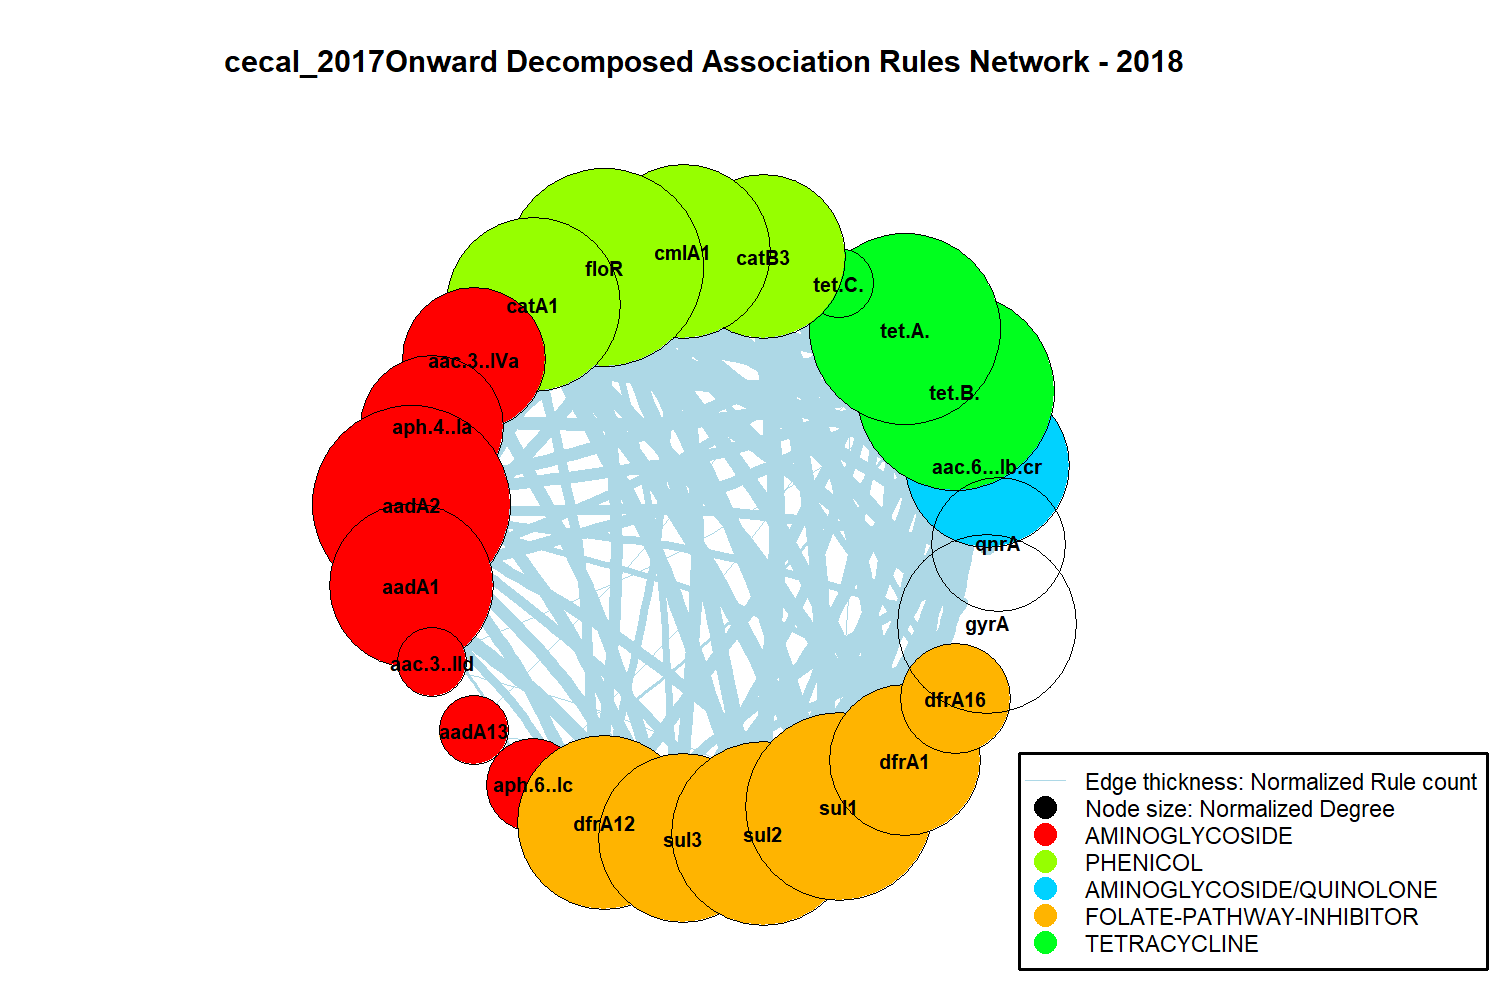 cecal_2017Onward Decomposed Association Rules Network - 2018
cmlA1
catB3
floR
tet.C.
catA1
tet.A.
aac.3..IVa
tet.B.
aph.4..Ia
aac.6...Ib.cr
aadA2
qnrA
aadA1
gyrA
aac.3..IId
dfrA16
aadA13
dfrA1
aph.6..Ic
sul1
dfrA12
sul2
sul3
Edge thickness: Normalized Rule count
Node size: Normalized Degree
AMINOGLYCOSIDE
PHENICOL
AMINOGLYCOSIDE/QUINOLONE
FOLATE-PATHWAY-INHIBITOR
TETRACYCLINE